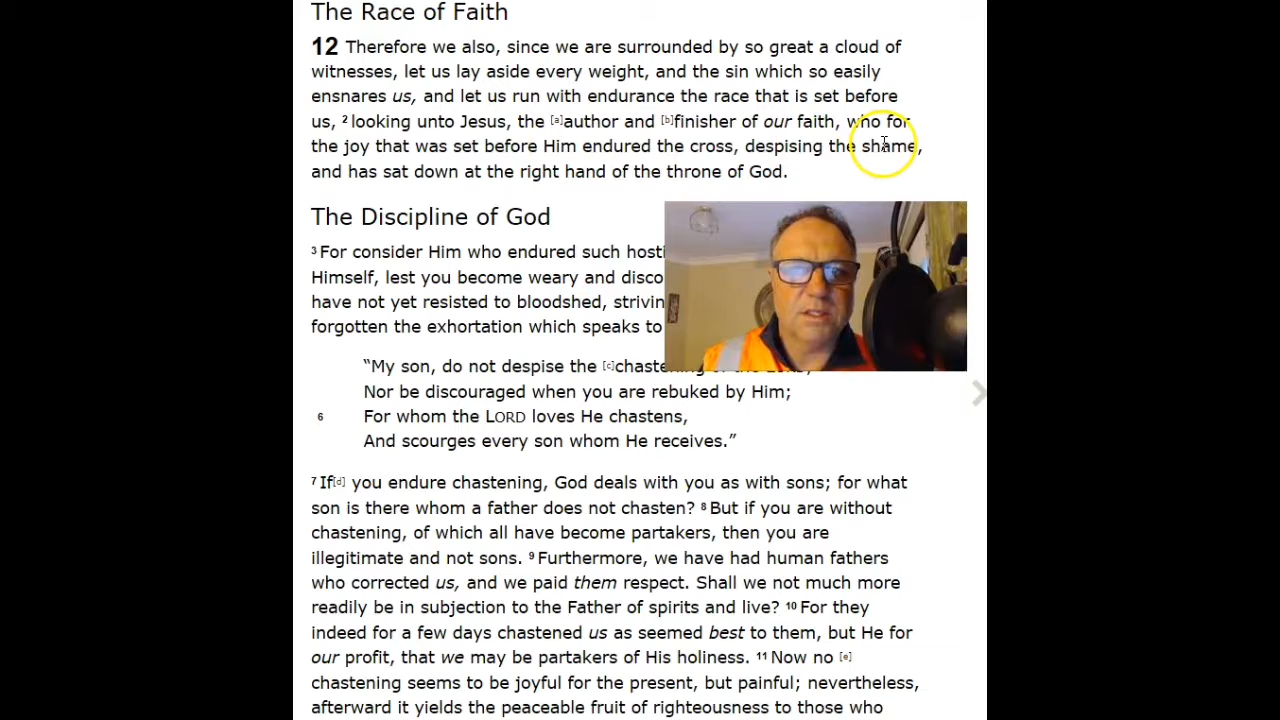 The Race of Faith
12 Therefore we also, since we are surrounded by so great a cloud of
witnesses, let us lay aside every weight, and the sin which so easily
ensnares us, and let us run with endurance the race that is set before
us, 2 looking unto Jesus, the [a]author and [b]finisher of our faith, who for
the joy that was set before Him endured the cross, despising the shame,
and has sat down at the right hand of the throne of God.
The Discipline of God
3 For consider Him who endured such
Himself, lest you become weary and
have not yet resisted to bloodshed,
forgotten the exhortation which speaks to
“My son, do not despise the
Nor be discouraged when you are rebuked by Him;
6 For whom the LORD loves He chastens,
And scourges every son whom He receives.”
7 If[d] you endure chastening, God deals with you as with sons; for what
son is there whom a father does not chasten? 8 But if you are without
chastening, of which all have become partakers, then you are
illegitimate and not sons. 9 Furthermore, we have had human fathers
who corrected us, and we paid them respect. Shall we not much more
readily be in subjection to the Father of spirits and live? 10 For they
indeed for a few days chastened us as seemed best to them, but He for
our profit, that we may be partakers of His holiness. 11 Now no [e]
chastening seems to be joyful for the present, but painful; nevertheless,
afterward it yields the peaceable fruit of righteousness to those who